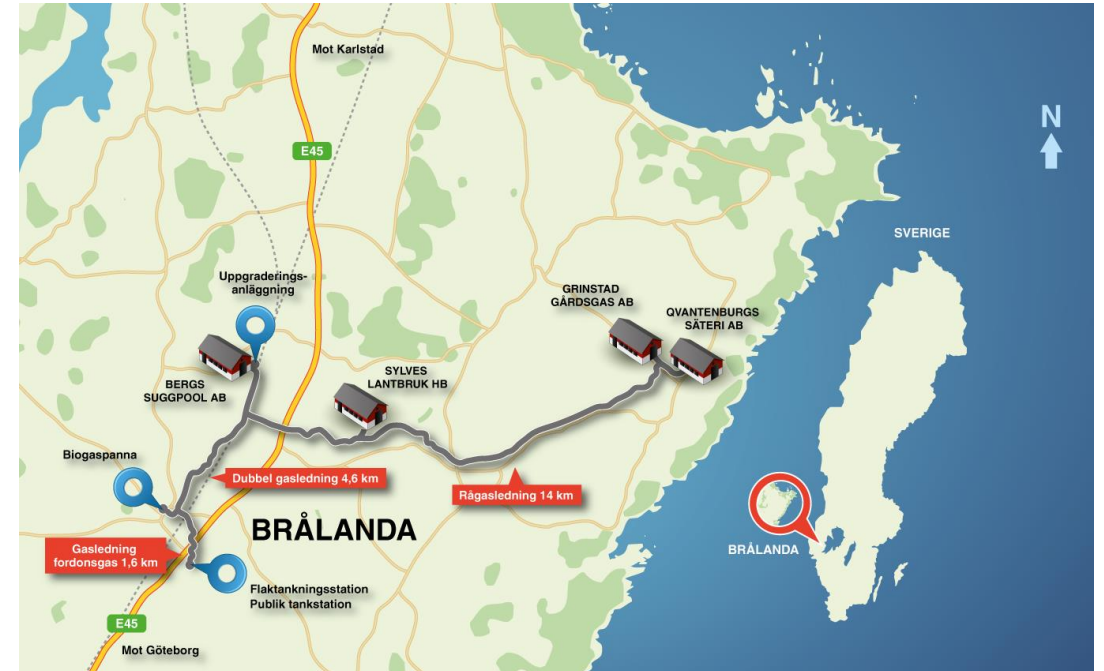 Mot Karlstad
N
E45
SVERIGE
Uppgraderings-
anläggning
GRINSTAD
GÅRDSGAS AB
QVANTENBURGS
SÄTERI AB
BERGS
SUGGPOOL AB
SYLVES
LANTBRUK HB
Biogaspanna
Dubbel gasledning 4,6 km
Rågasledning 14 km
BRÅLANDA
BRÅLANDA
Gasledning
fordonsgas 1,6 km
Flaktankningsstation
Publik tankstation
E45
Mot Göteborg